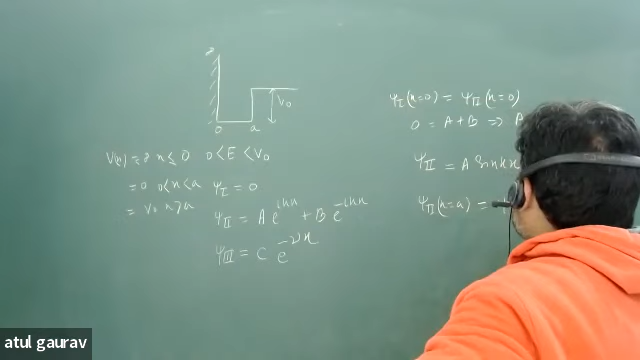 ∞
V₀
0 a
V(x) = ∞ x ≤ 0 0 < E < V₀
= 0 0 < x < a ψ_I = 0
= V₀ x ≥ a
ψ_II = A e^{ikx} + B e^{-ikx}
ψ_III = C e^{-νx}
ψ_I (x=0) = ψ_II (x=0)
0 = A + B ⇒
ψ_II = A sin kx
ψ_II (x=a) =
atul gaurav